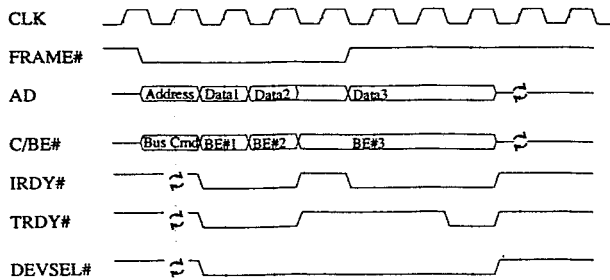 CLK
FRAME#
AD Address Data1 Data2 Data3
C/BE# Bus Cmd BE#1 BE#2 BE#3
IRDY#
TRDY#
DEVSEL#